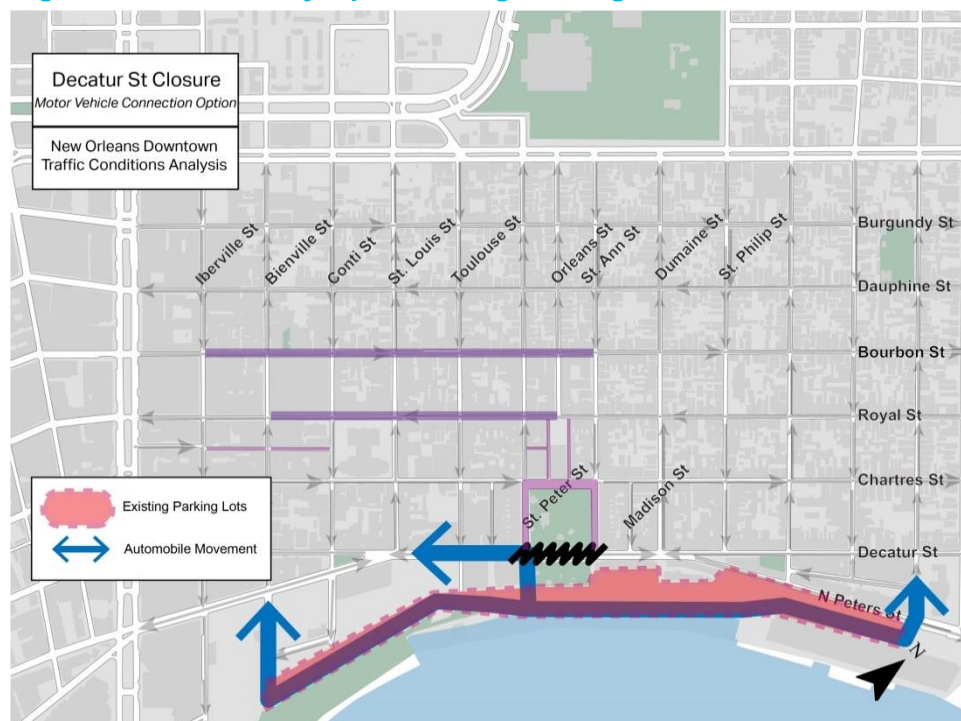 Decatur St Closure
Motor Vehicle Connection Option
New Orleans Downtown
Traffic Conditions Analysis
Iberville St
Bienville St
Conti St
St. Louis St
Toulouse St
Orleans St
St. Ann St
Dumaine St
St. Philip St
Burgundy St
Dauphine St
Bourbon St
Royal St
Chartres St
St. Peter St
Madison St
Decatur St
N Peters St
N
Existing Parking Lots
Automobile Movement